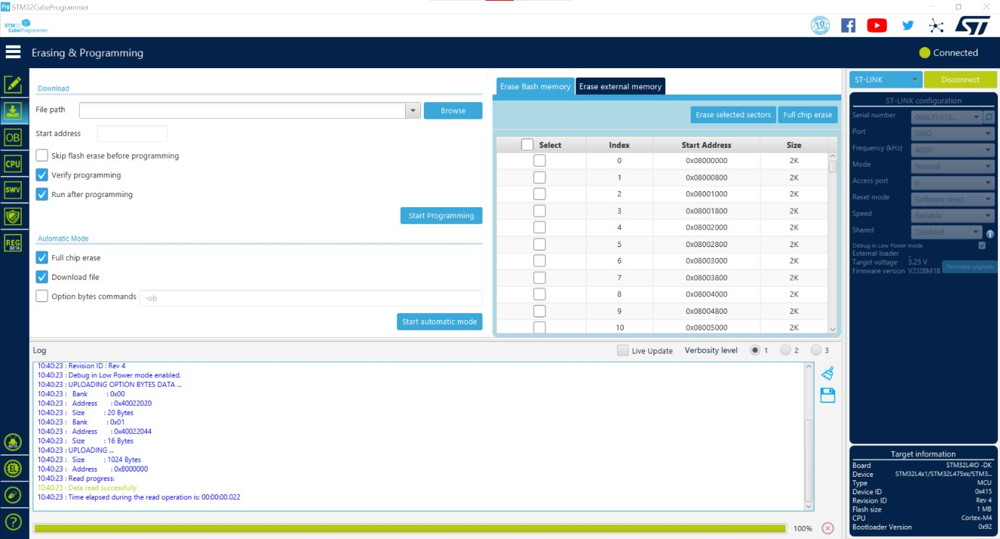 STM32CubeProgrammer
STM32
CubeProgrammer
10
ST
Erasing & Programming
Connected
Download
File path
Browse
Start address
Skip flash erase before programming
Verify programming
Run after programming
Start Programming
Automatic Mode
Full chip erase
Download file
Option bytes commands -ob
Start automatic mode
OB
CPU
SWV
REG
BETA
BETA
EL
?
Erase flash memory Erase external memory
Erase selected sectors Full chip erase
Select Index Start Address Size
0 0x08000000 2K
1 0x08000800 2K
2 0x08001000 2K
3 0x08001800 2K
4 0x08002000 2K
5 0x08002800 2K
6 0x08003000 2K
7 0x08003800 2K
8 0x08004000 2K
9 0x08004800 2K
10 0x08005000 2K
Log
Live Update Verbosity level 1 2 3
10:40:23 : Revision ID : Rev 4
10:40:23 : Debug in Low Power mode enabled.
10:40:23 : UPLOADING OPTION BYTES DATA ...
10:40:23 : Bank : 0x00
10:40:23 : Address : 0x40022020
10:40:23 : Size : 20 Bytes
10:40:23 : Bank : 0x01
10:40:23 : Address : 0x40022044
10:40:23 : Size : 16 Bytes
10:40:23 : UPLOADING ...
10:40:23 : Size : 1024 Bytes
10:40:23 : Address : 0x8000000
10:40:23 : Read progress:
10:40:23 : Data read successfully
10:40:23 : Time elapsed during the read operation is: 00:00:00.022
100%
ST-LINK Disconnect
ST-LINK configuration
Serial number 066CFF313...
Port SWD
Frequency (kHz) 4000
Mode Normal
Access port 0
Reset mode Software reset
Speed Reliable
Shared Disabled
Debug in Low Power mode
External loader _
Target voltage 3.25 V
Firmware version V2J28M18 Firmware upgrade
Target information
Board STM32L4IO -DK
Device STM32L4x1/STM32L475xx/STM3...
Type MCU
Device ID 0x415
Revision ID Rev 4
Flash size 1 MB
CPU Cortex-M4
Bootloader Version 0x92